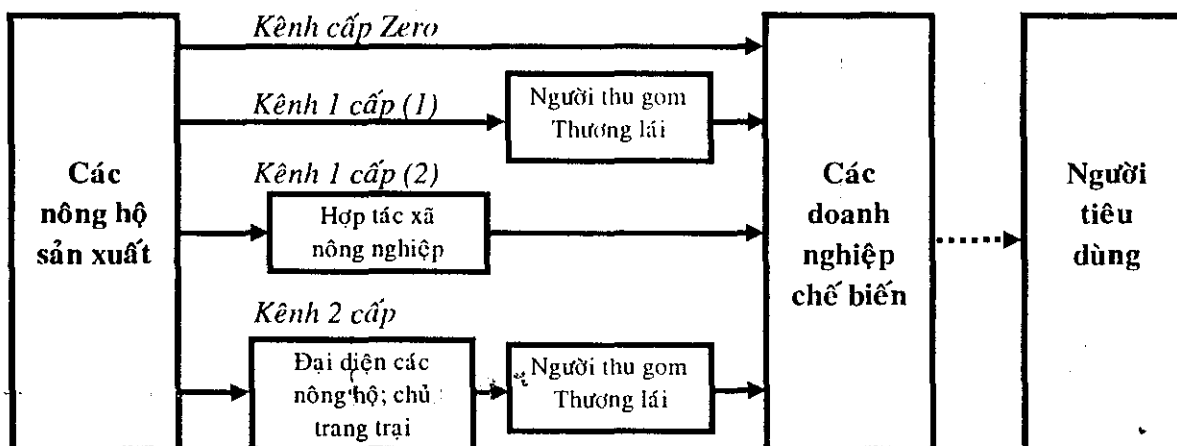 Kênh cấp Zero
Kênh 1 cấp (1)
Người thu gom
Thương lái
Kênh 1 cấp (2)
Hợp tác xã
nông nghiệp
Kênh 2 cấp
Đại diện các
nông hộ; chủ
trang trại
Người thu gom
Thương lái
Các
nông hộ
sản xuất
Các
doanh
nghiệp
chế biến
Người
tiêu
dùng